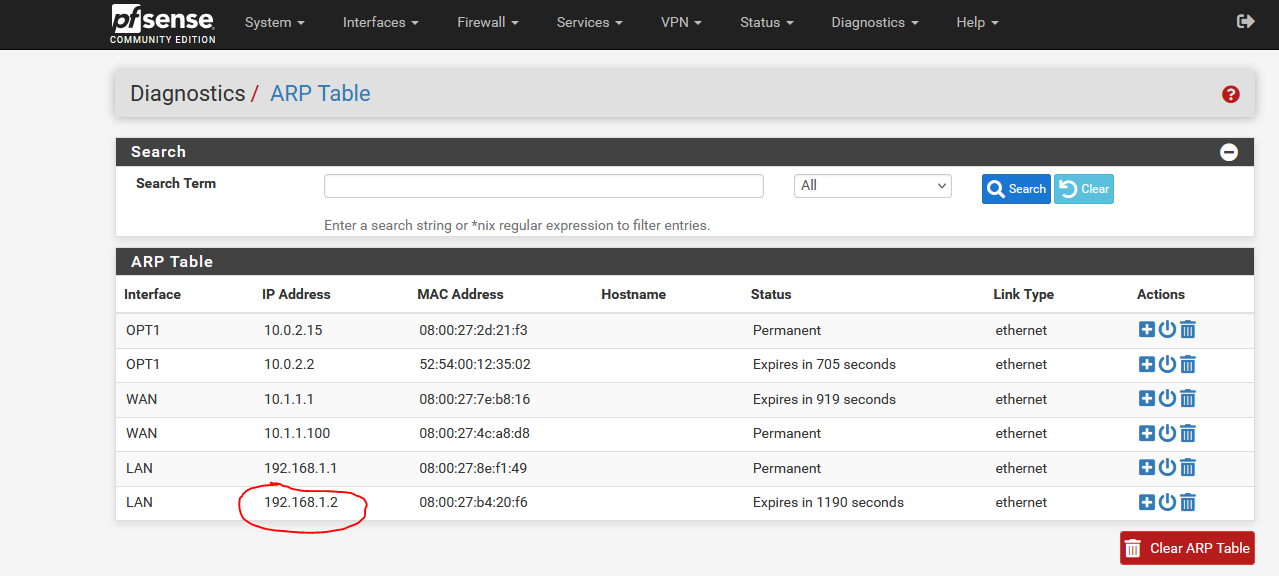 pfsense
COMMUNITY EDITION
System Interfaces Firewall Services VPN Status Diagnostics Help
Diagnostics / ARP Table
Search
Search Term All Search Clear
Enter a search string or *nix regular expression to filter entries.
ARP Table
Interface IP Address MAC Address Hostname Status Link Type Actions
OPT1 10.0.2.15 08:00:27:2d:21:f3 Permanent ethernet
OPT1 10.0.2.2 52:54:00:12:35:02 Expires in 705 seconds ethernet
WAN 10.1.1.1 08:00:27:7e:b8:16 Expires in 919 seconds ethernet
WAN 10.1.1.100 08:00:27:4c:a8:d8 Permanent ethernet
LAN 192.168.1.1 08:00:27:8e:f1:49 Permanent ethernet
LAN 192.168.1.2 08:00:27:b4:20:f6 Expires in 1190 seconds ethernet
Clear ARP Table